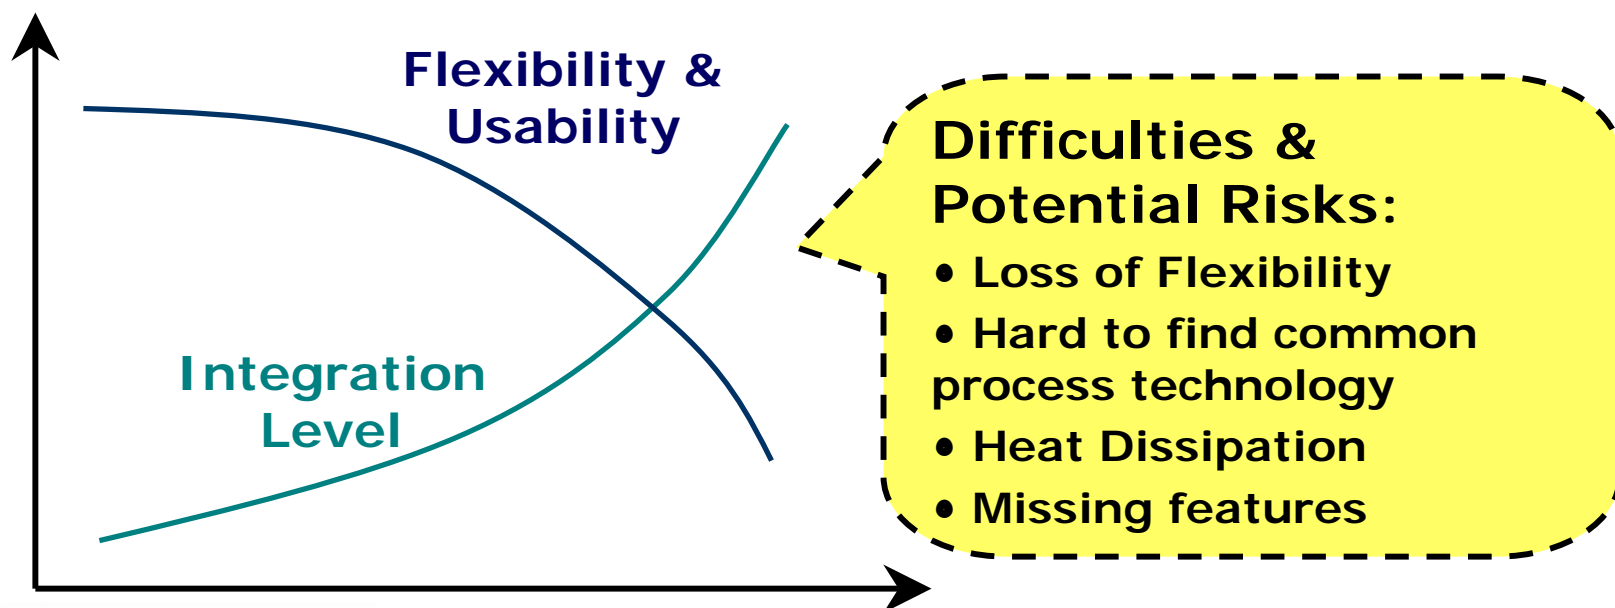 Flexibility &
Usability
Integration
Level
Difficulties &
Potential Risks:
• Loss of Flexibility
• Hard to find common
process technology
• Heat Dissipation
• Missing features